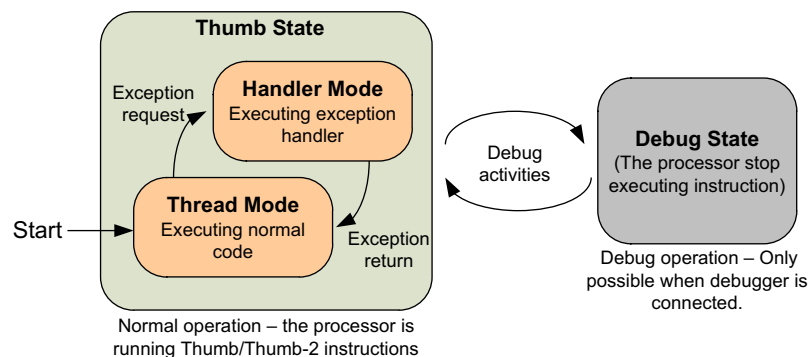 Thumb State
Handler Mode
Executing exception
handler
Exception
request
Thread Mode
Executing normal
code
Start
Exception
return
Normal operation – the processor is
running Thumb/Thumb-2 instructions
Debug
activities
Debug State
(The processor stop
executing instruction)
Debug operation – Only
possible when debugger is
connected.